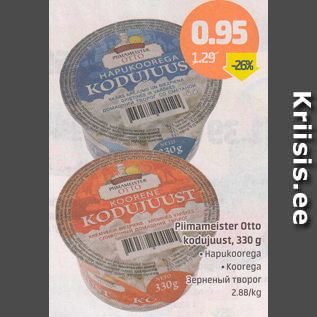 0.95
1.29
-26%
PIIMAMEISTER
OTTO
HAPUKOOREGA
KODUJUUST
330g
PIIMAMEISTER
OTTO
KOORENE
KODUJUUST
330g
Piimameister Otto
kodujuust, 330 g
• Hapukoorega
• Koorega
Зерненый творог
2.88/kg
Kriisis.ee